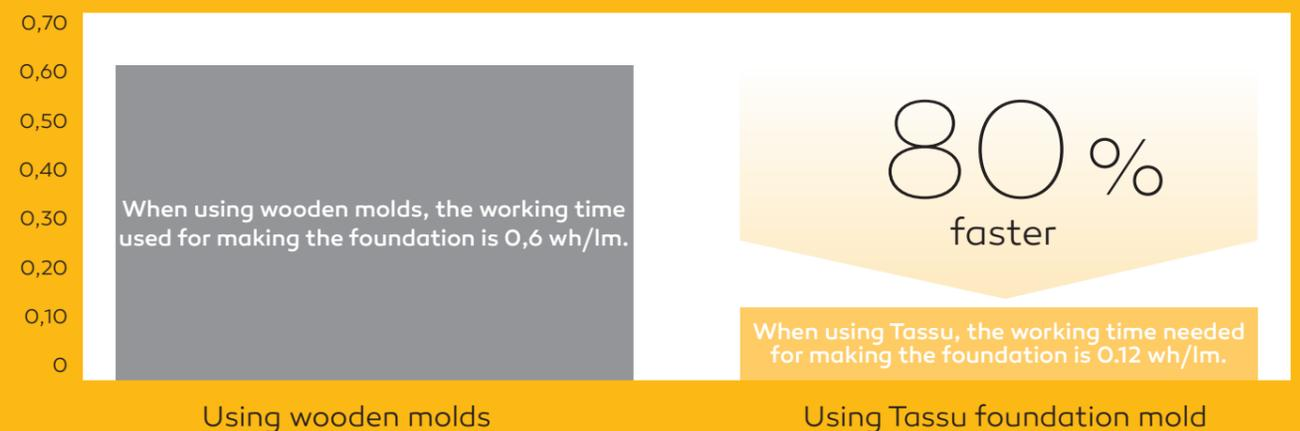 0,70
0,60
0,50
0,40
0,30
0,20
0,10
0
When using wooden molds, the working time
used for making the foundation is 0,6 wh/lm.
80 %
faster
When using Tassu, the working time needed
for making the foundation is 0.12 wh/lm.
Using wooden molds
Using Tassu foundation mold